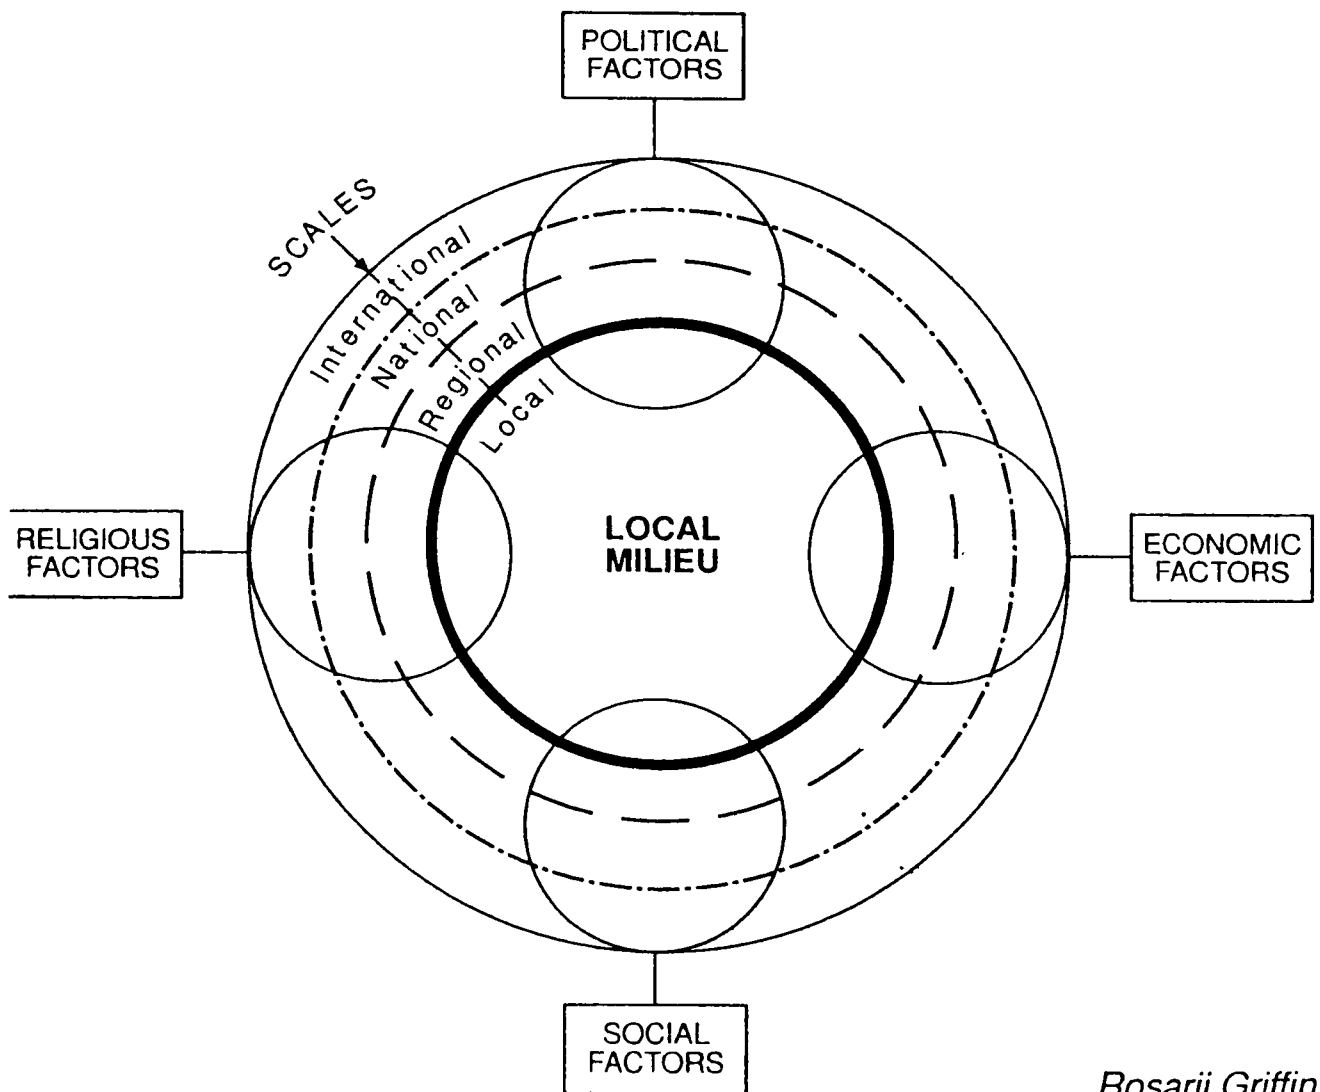 POLITICAL
FACTORS
SCALES
International
National
Regional
Local
RELIGIOUS
FACTORS
LOCAL
MILIEU
ECONOMIC
FACTORS
SOCIAL
FACTORS
Rosarii Griffin